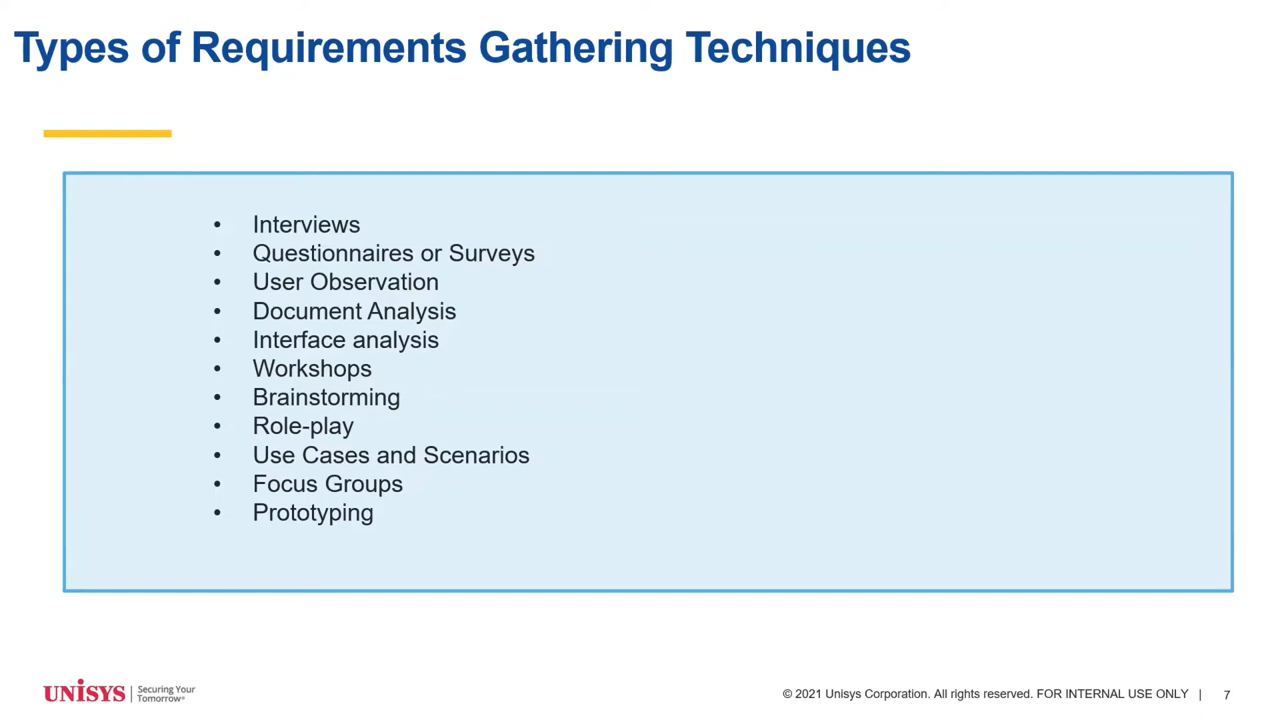 Types of Requirements Gathering Techniques
• Interviews
• Questionnaires or Surveys
• User Observation
• Document Analysis
• Interface analysis
• Workshops
• Brainstorming
• Role-play
• Use Cases and Scenarios
• Focus Groups
• Prototyping
UNISYS | Securing Your
Tomorrow®
© 2021 Unisys Corporation. All rights reserved. FOR INTERNAL USE ONLY | 7